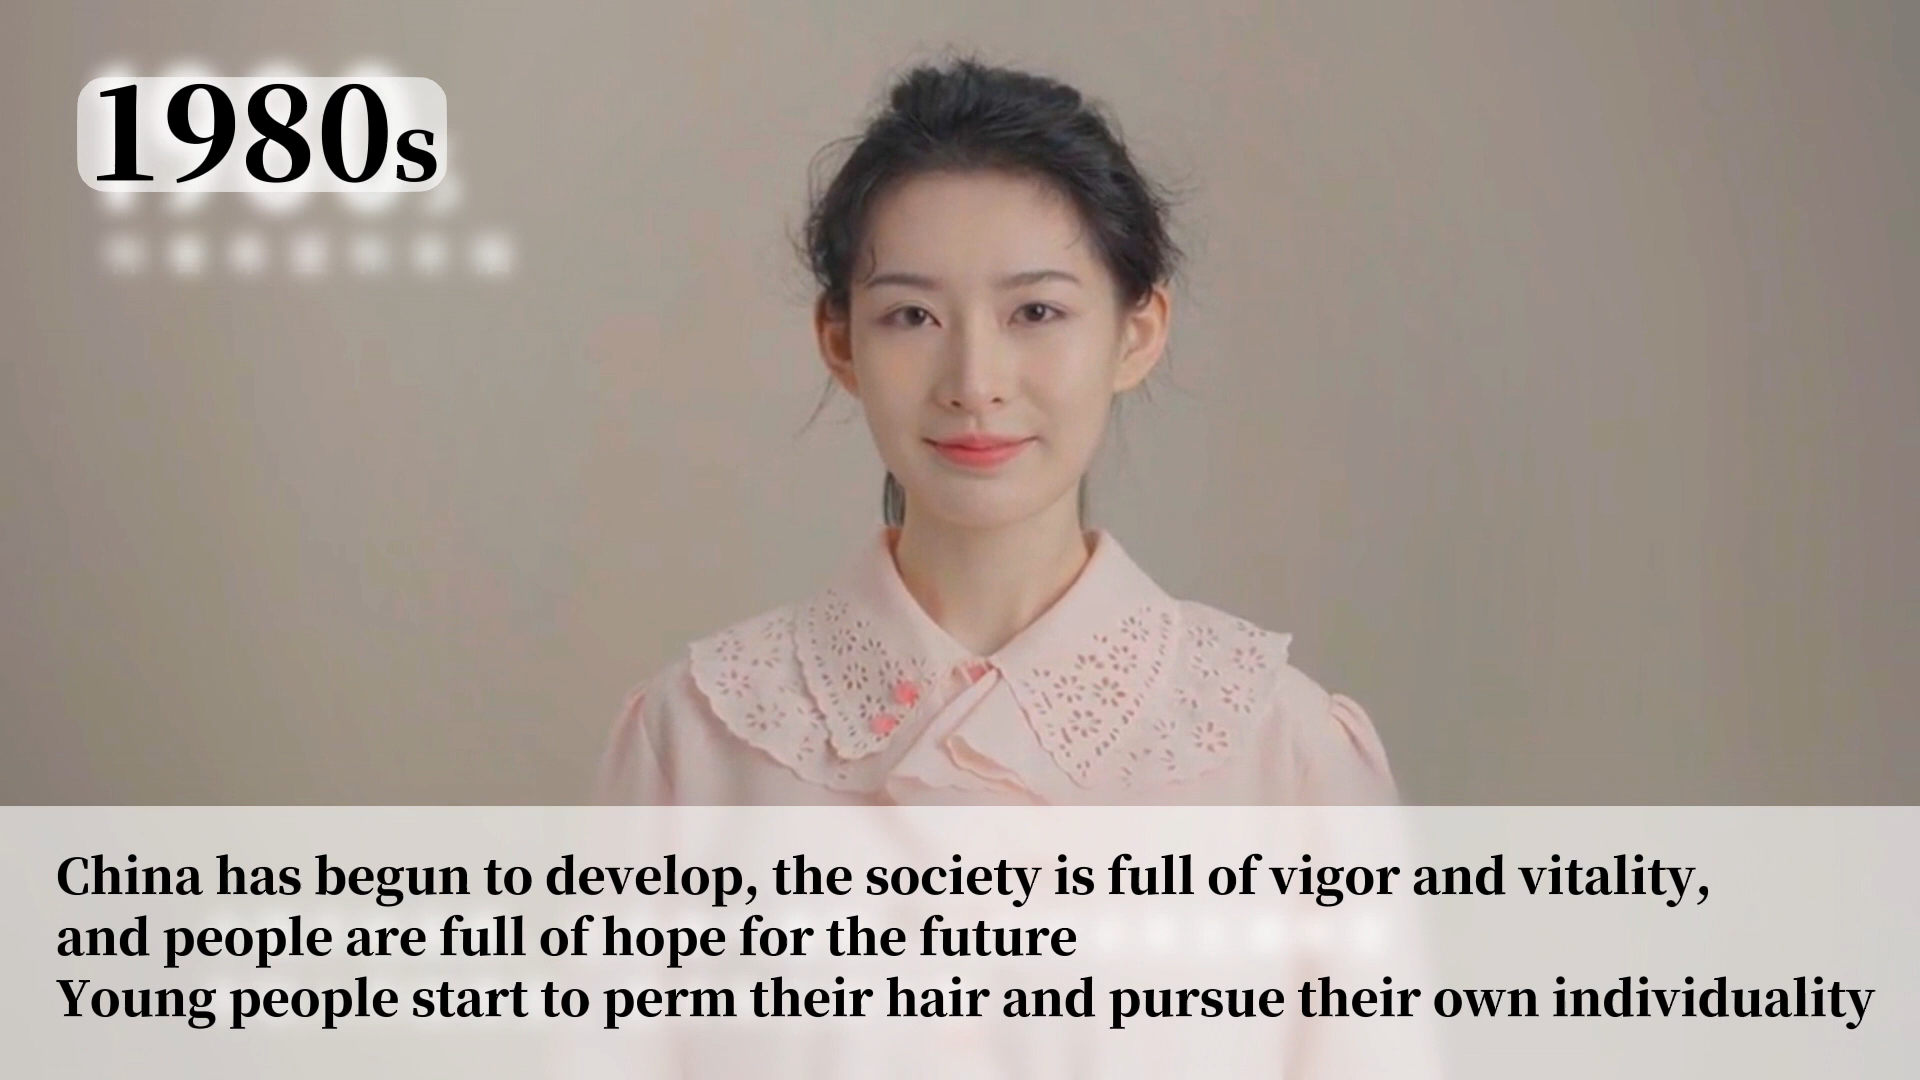 1980s
China has begun to develop, the society is full of vigor and vitality,
and people are full of hope for the future
Young people start to perm their hair and pursue their own individuality